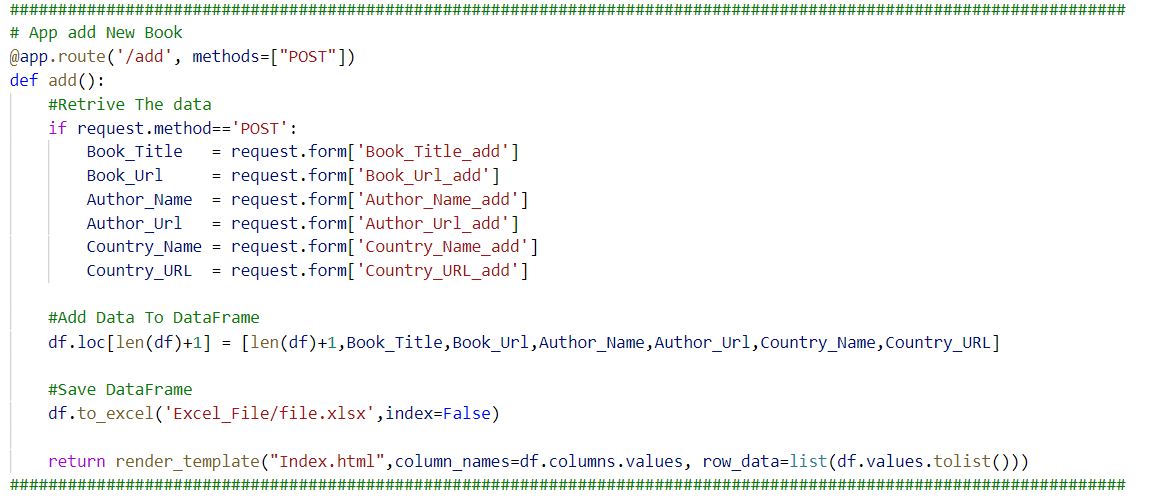 ####################################################################################################################
# App add New Book
@app.route('/add', methods=["POST"])
def add():
    #Retrive The data
    if request.method=='POST':
        Book_Title   = request.form['Book_Title_add']
        Book_Url     = request.form['Book_Url_add']
        Author_Name  = request.form['Author_Name_add']
        Author_Url   = request.form['Author_Url_add']
        Country_Name = request.form['Country_Name_add']
        Country_URL  = request.form['Country_URL_add']

    #Add Data To DataFrame
    df.loc[len(df)+1] = [len(df)+1,Book_Title,Book_Url,Author_Name,Author_Url,Country_Name,Country_URL]

    #Save DataFrame
    df.to_excel('Excel_File/file.xlsx',index=False)

    return render_template("Index.html",column_names=df.columns.values, row_data=list(df.values.tolist()))
####################################################################################################################